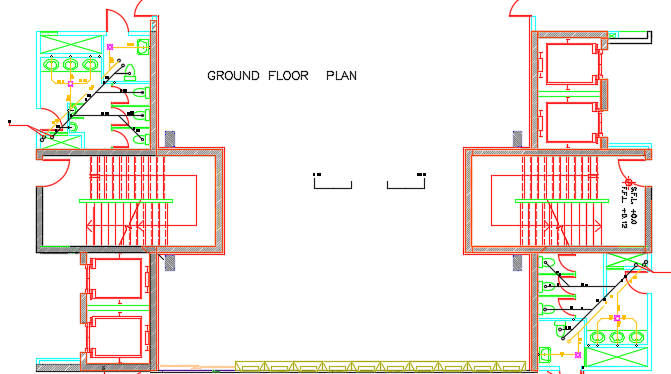 GROUND FLOOR PLAN
S.F.L. +0.0
F.F.L. +0.12